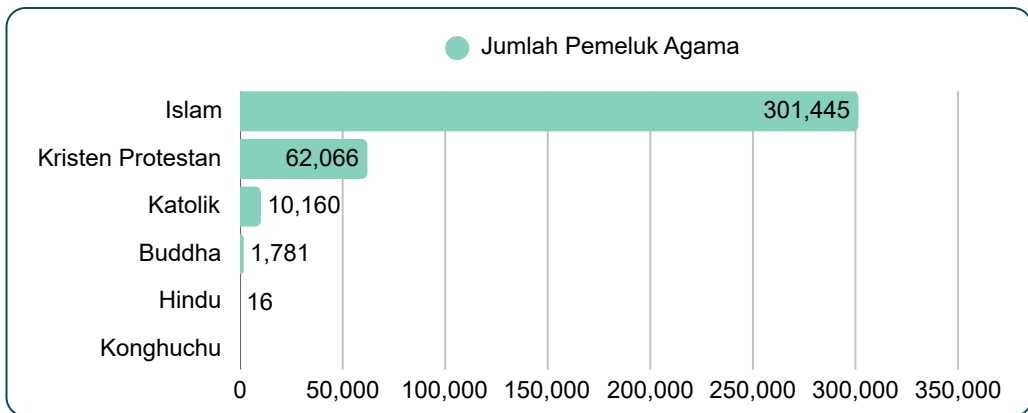 Jumlah Pemeluk Agama
Islam 301,445
Kristen Protestan 62,066
Katolik 10,160
Buddha 1,781
Hindu 16
Konghuchu
0 50,000 100,000 150,000 200,000 250,000 300,000 350,000